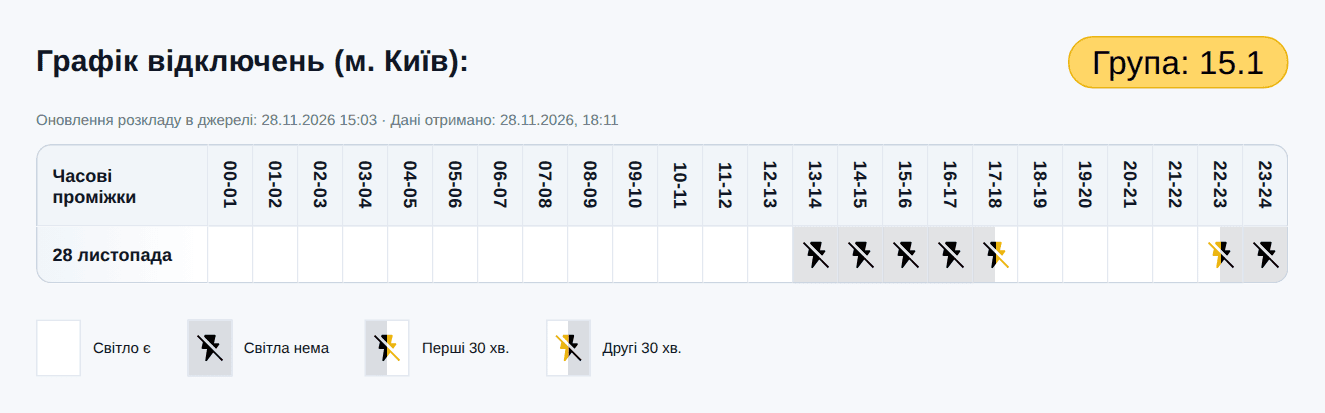 Графік відключень (м. Київ):
Група: 15.1
Оновлення розкладу в джерелі: 28.11.2026 15:03 · Дані отримано: 28.11.2026, 18:11
Часові
проміжки
00-01
01-02
02-03
03-04
04-05
05-06
06-07
07-08
08-09
09-10
10-11
11-12
12-13
13-14
14-15
15-16
16-17
17-18
18-19
19-20
20-21
21-22
22-23
23-24
28 листопада
Світло є
Світла нема
Перші 30 хв.
Другі 30 хв.